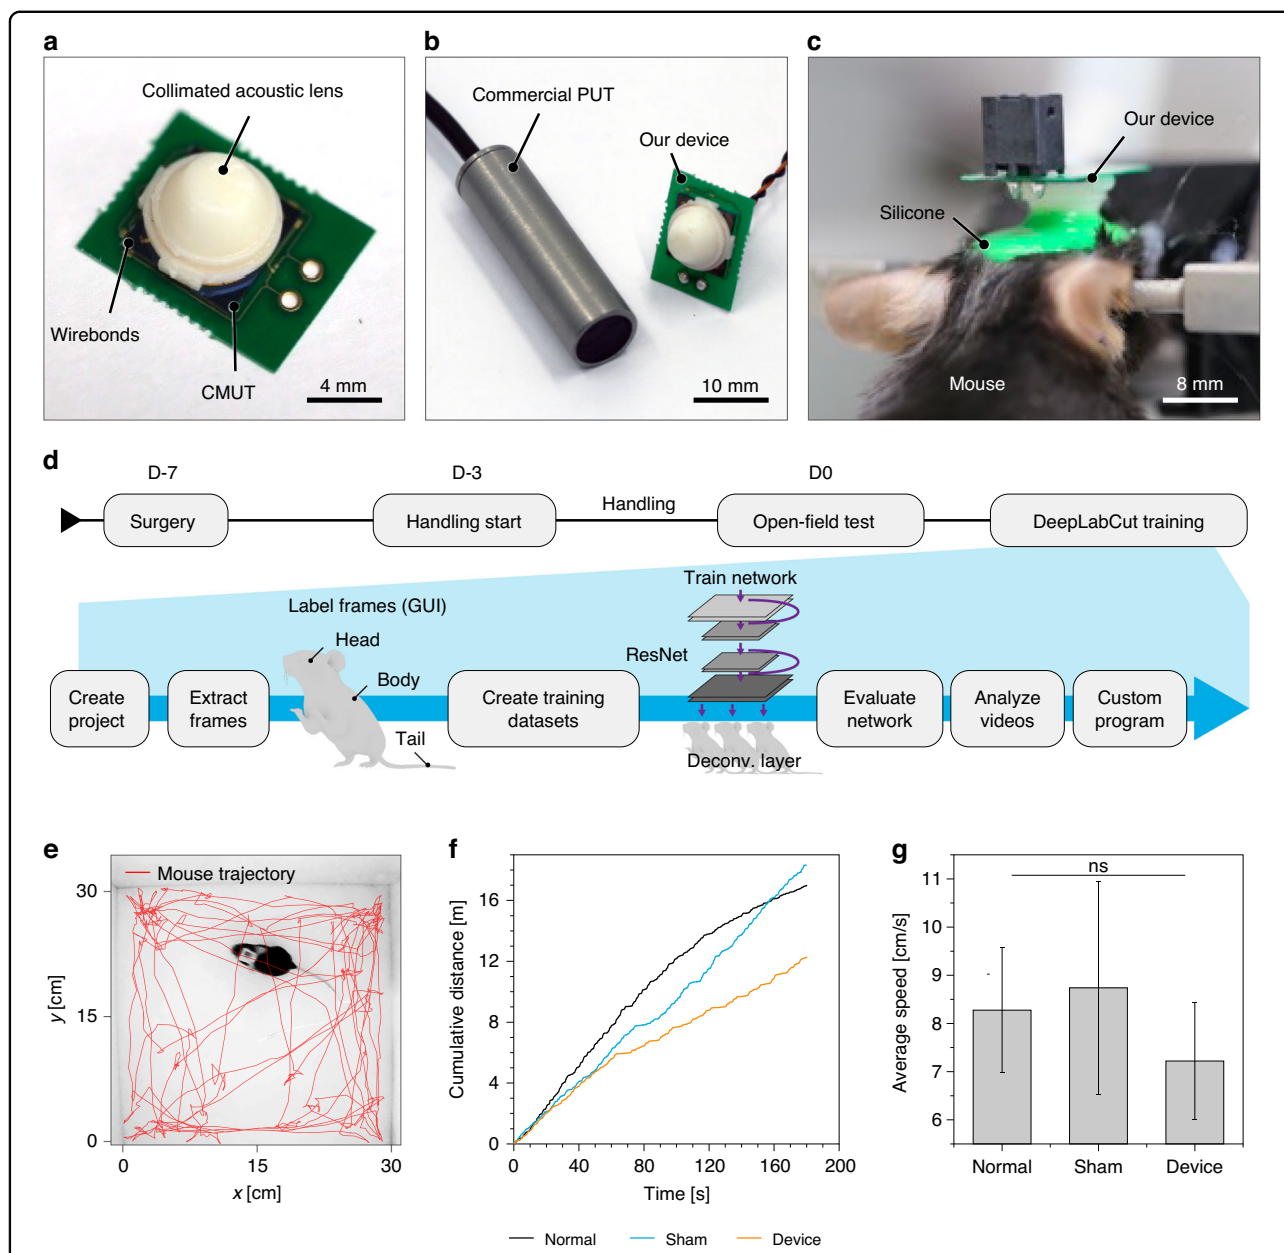 a
Collimated acoustic lens
Wirebonds
CMUT
4 mm
b
Commercial PUT
Our device
10 mm
c
Our device
Silicone
Mouse
8 mm
d
D-7
D-3
D0
Surgery
Handling start
Handling
Open-field test
DeepLabCut training
Label frames (GUI)
Head
Body
Tail
Train network
ResNet
Deconv. layer
Create
project
Extract
frames
Create training
datasets
Evaluate
network
Analyze
videos
Custom
program
e
Mouse trajectory
30
15
0
y [cm]
0
15
30
x [cm]
f
16
12
8
4
0
Cumulative distance [m]
0
40
80
120
160
200
Time [s]
Normal
Sham
Device
g
ns
11
10
9
8
7
6
Average speed [cm/s]
Normal
Sham
Device